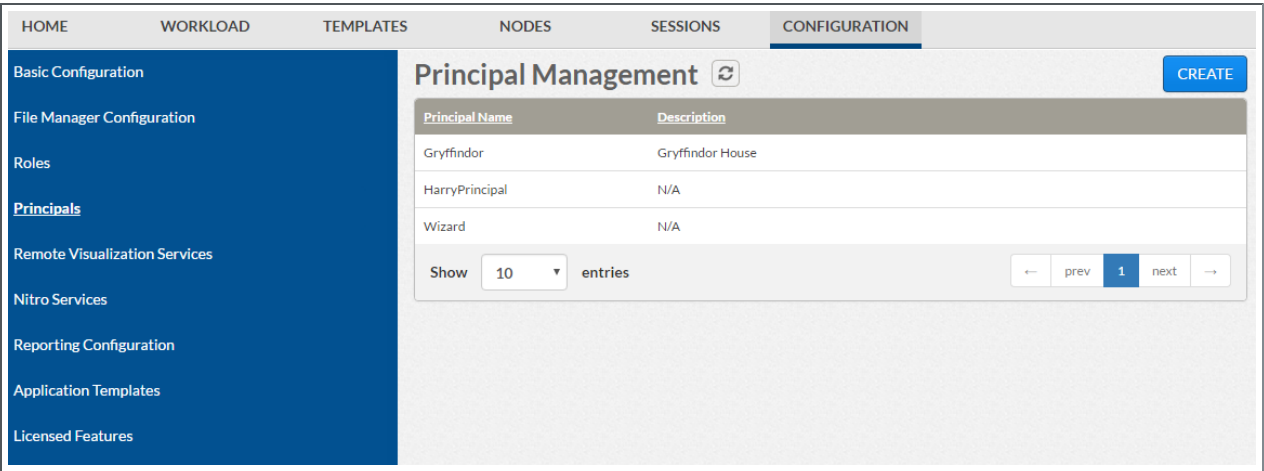 HOME WORKLOAD TEMPLATES NODES SESSIONS CONFIGURATION
Basic Configuration
File Manager Configuration
Roles
Principals
Remote Visualization Services
Nitro Services
Reporting Configuration
Application Templates
Licensed Features
Principal Management
CREATE
Principal Name Description
Gryffindor Gryffindor House
HarryPrincipal N/A
Wizard N/A
Show 10 entries
← prev 1 next →